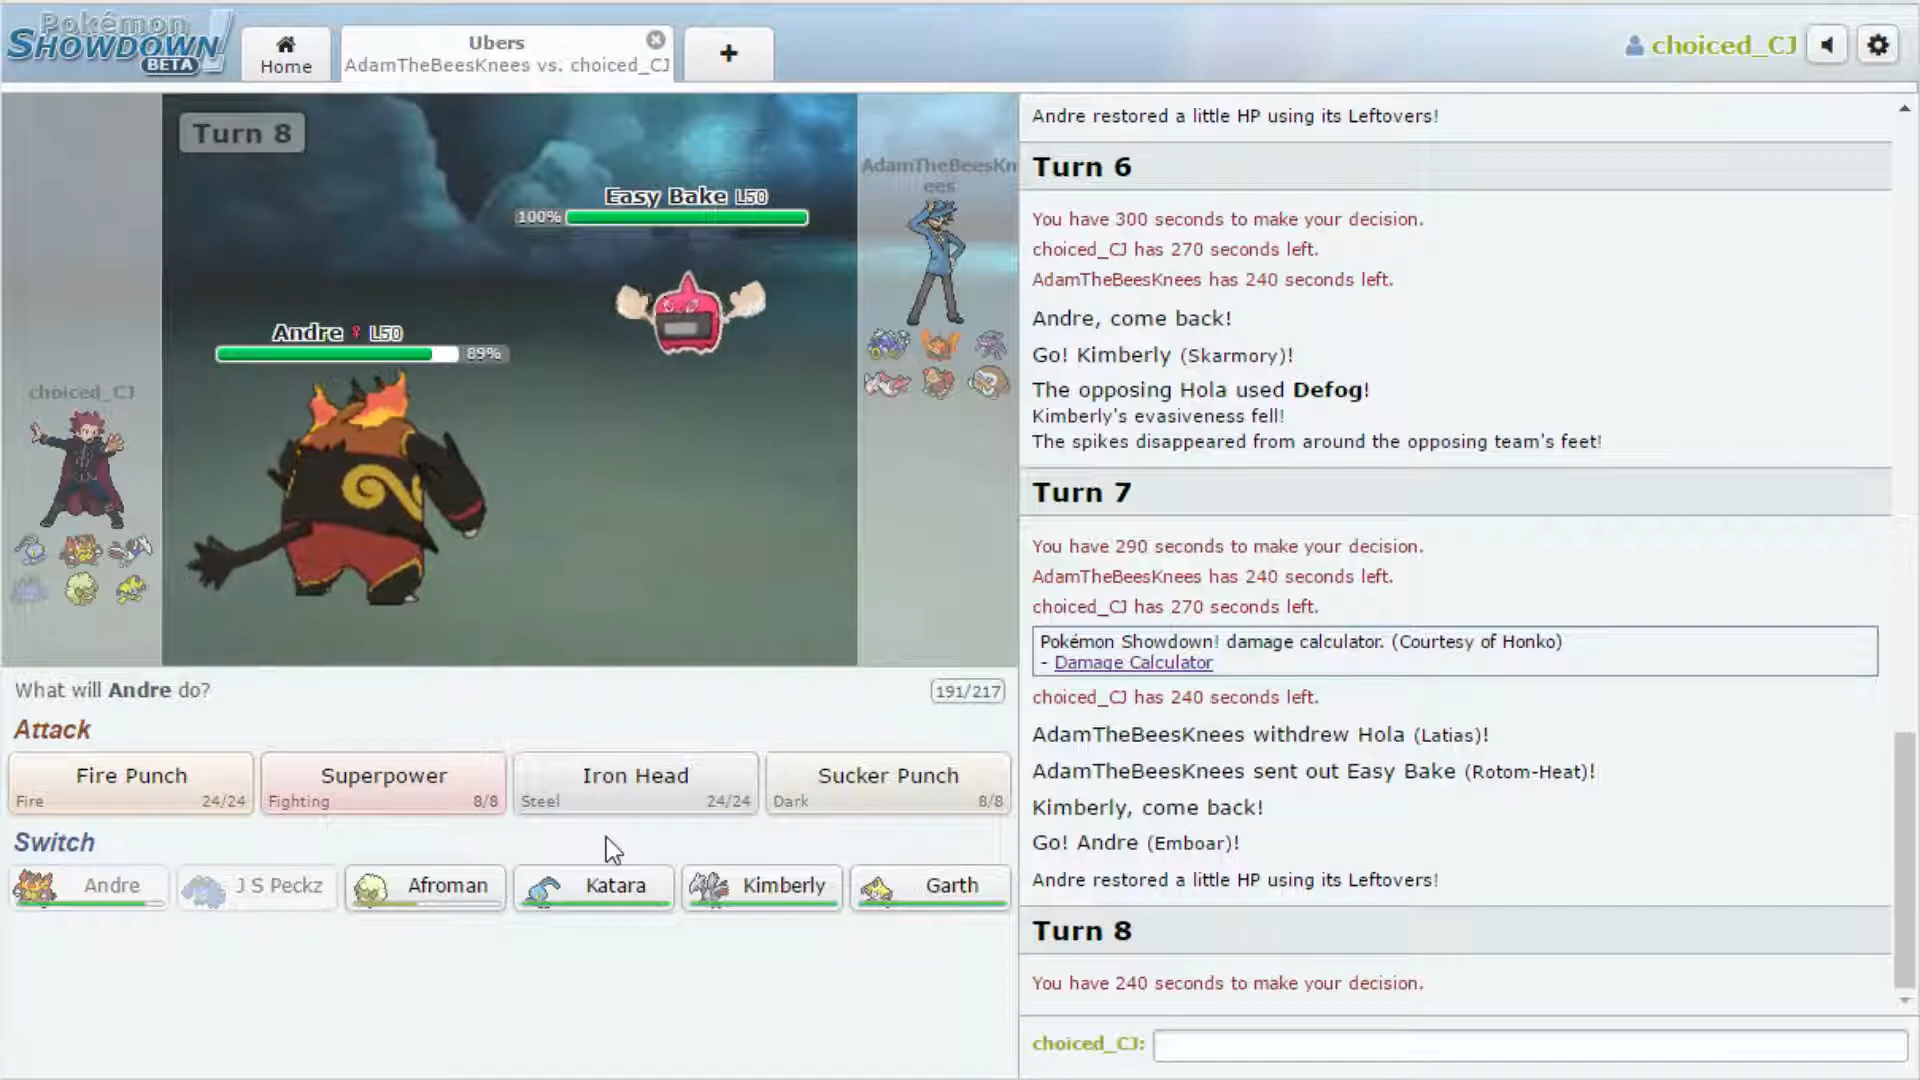 Pokémon
SHOWDOWN!
BETA
Home
Ubers
AdamTheBeesKnees vs. choiced_CJ
+
choiced_CJ
Turn 8
Easy Bake L50
100%
Andre ♀ L50
89%
choiced_CJ
AdamTheBeesKn
ees
What will Andre do?
191/217
Attack
Fire Punch
Fire 24/24
Superpower
Fighting 8/8
Iron Head
Steel 24/24
Sucker Punch
Dark 8/8
Switch
Andre
J S Peckz
Afroman
Katara
Kimberly
Garth
Andre restored a little HP using its Leftovers!
Turn 6
You have 300 seconds to make your decision.
choiced_CJ has 270 seconds left.
AdamTheBeesKnees has 240 seconds left.
Andre, come back!
Go! Kimberly (Skarmory)!
The opposing Hola used Defog!
Kimberly's evasiveness fell!
The spikes disappeared from around the opposing team's feet!
Turn 7
You have 290 seconds to make your decision.
AdamTheBeesKnees has 240 seconds left.
choiced_CJ has 270 seconds left.
Pokémon Showdown! damage calculator. (Courtesy of Honko)
- Damage Calculator
choiced_CJ has 240 seconds left.
AdamTheBeesKnees withdrew Hola (Latias)!
AdamTheBeesKnees sent out Easy Bake (Rotom-Heat)!
Kimberly, come back!
Go! Andre (Emboar)!
Andre restored a little HP using its Leftovers!
Turn 8
You have 240 seconds to make your decision.
choiced_CJ: